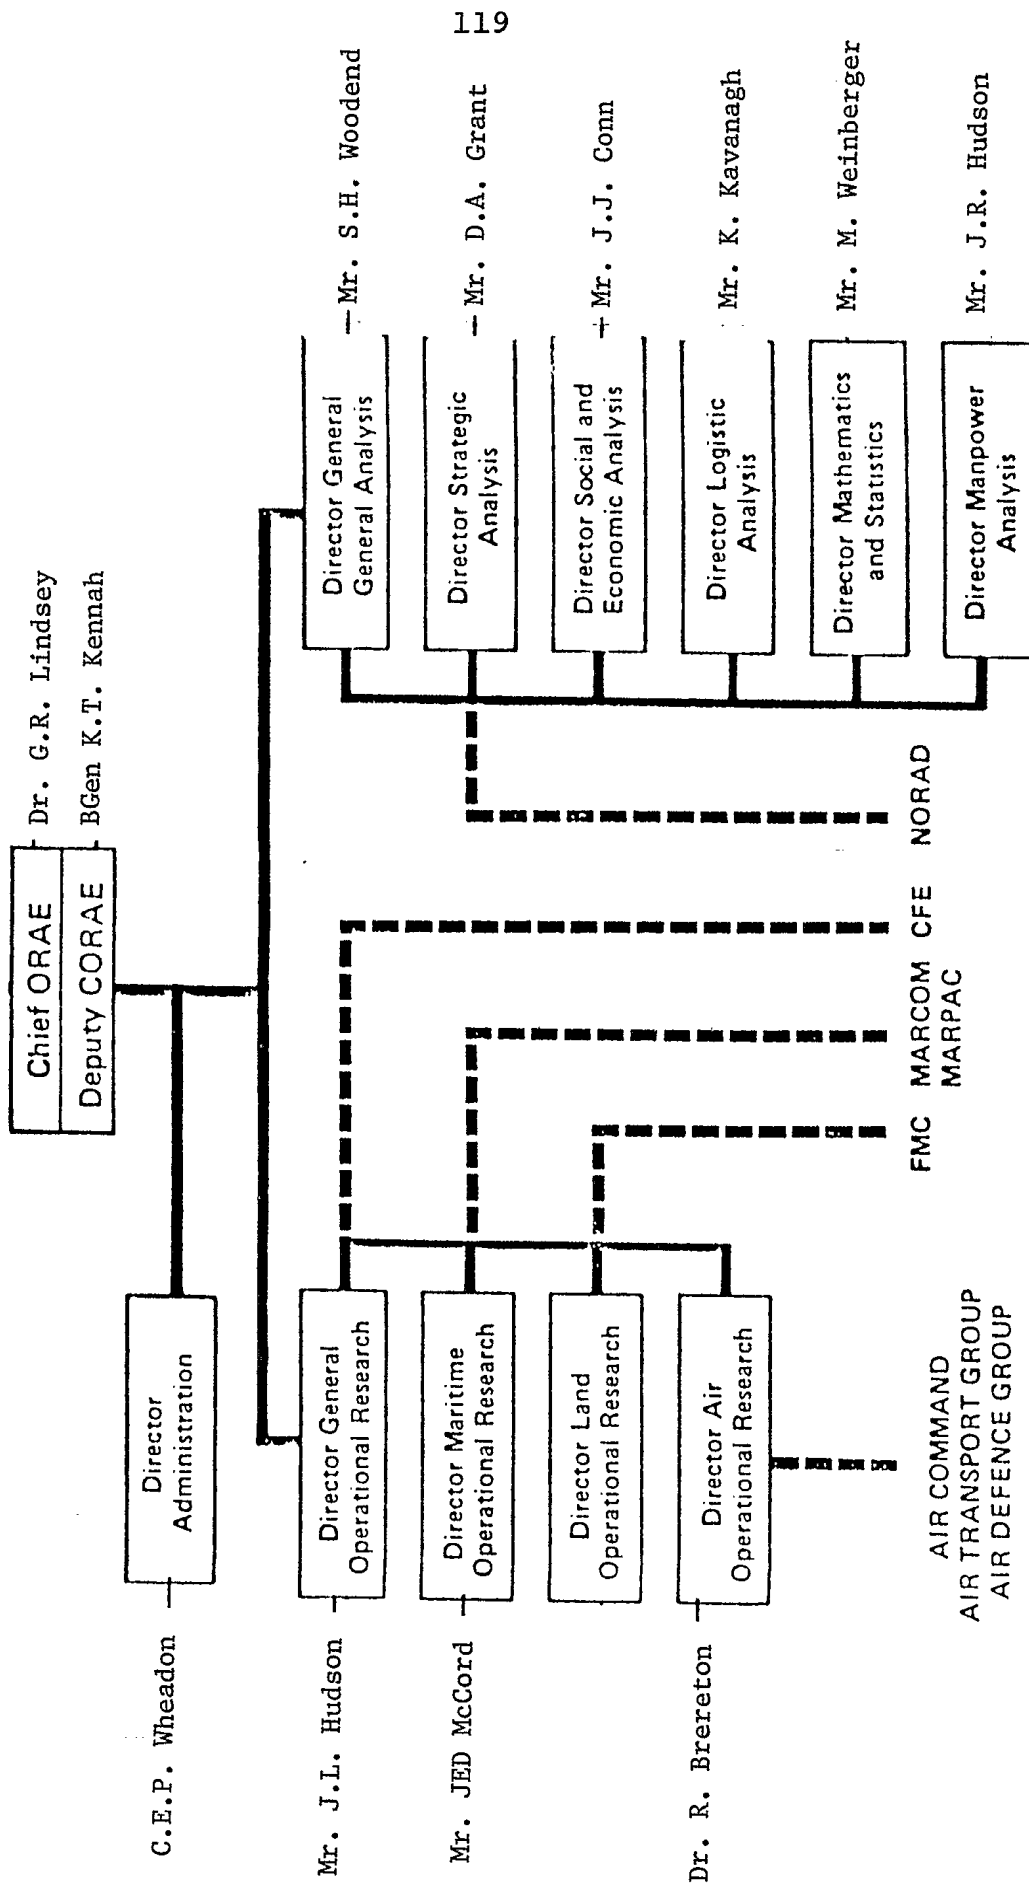 119
Chief ORAE
Dr. G.R. Lindsey
Deputy CORAE
BGen K.T. Kennah
C.E.P. Wheadon
Director
Administration
Mr. J.L. Hudson
Director General
Operational Research
Mr. JED McCord
Director Maritime
Operational Research
Director Land
Operational Research
Dr. R. Brereton
Director Air
Operational Research
Director General
General Analysis
Mr. S.H. Woodend
Director Strategic
Analysis
Mr. D.A. Grant
Director Social and
Economic Analysis
Mr. J.J. Conn
Director Logistic
Analysis
Mr. K. Kavanagh
Director Mathematics
and Statistics
Mr. M. Weinberger
Director Manpower
Analysis
Mr. J.R. Hudson
AIR COMMAND
AIR TRANSPORT GROUP
AIR DEFENCE GROUP
FMC
MARCOM
MARPAC
CFE
NORAD